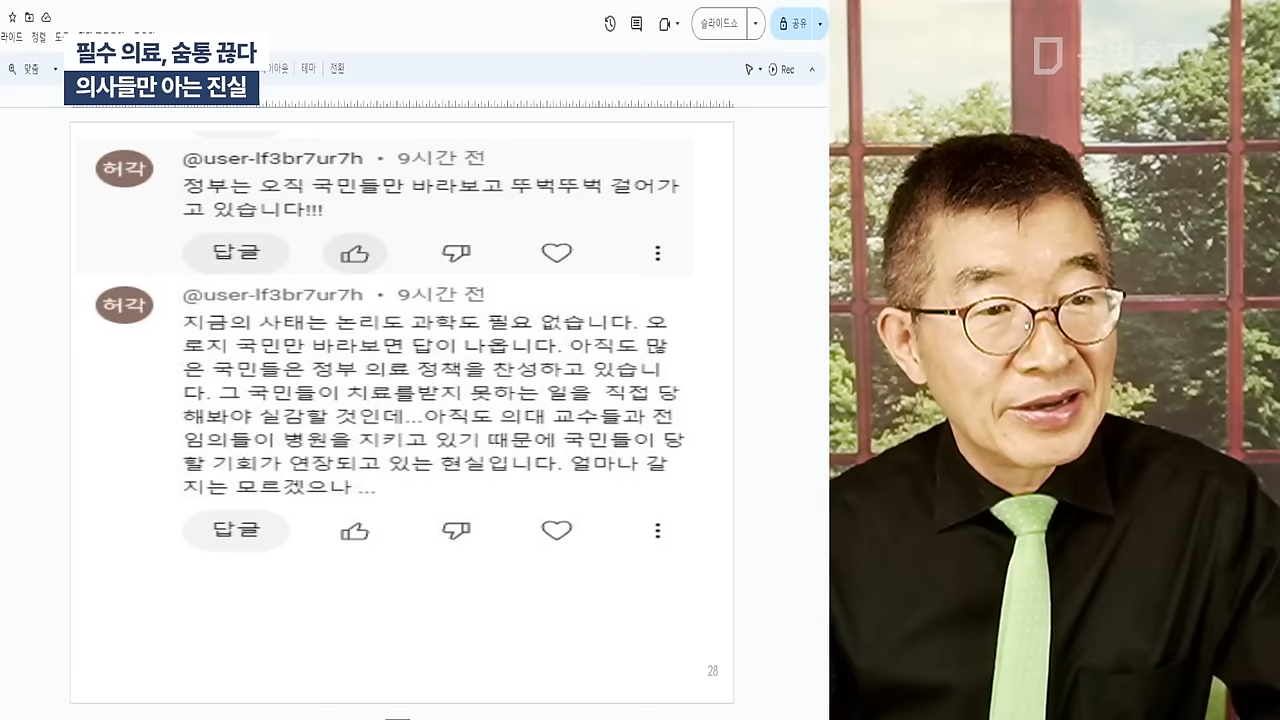 라이드 정렬
필수 의료, 숨통 끊다
의사들만 아는 진실
맞춤
테마
전환
슬라이드쇼
공유
Rec
허각
@user-lf3br7ur7h • 9시간 전
정부는 오직 국민들만 바라보고 뚜벅뚜벅 걸어가
고 있습니다!!!
답글
허각
@user-lf3br7ur7h • 9시간 전
지금의 사태는 논리도 과학도 필요 없습니다. 오
로지 국민만 바라보면 답이 나옵니다. 아직도 많
은 국민들은 정부 의료 정책을 찬성하고 있습니
다. 그 국민들이 치료를받지 못하는 일을 직접 당
해봐야 실감할 것인데...아직도 의대 교수들과 전
임의들이 병원을 지키고 있기 때문에 국민들이 당
할 기회가 연장되고 있는 현실입니다. 얼마나 갈
지는 모르겠으나 ...
답글
28